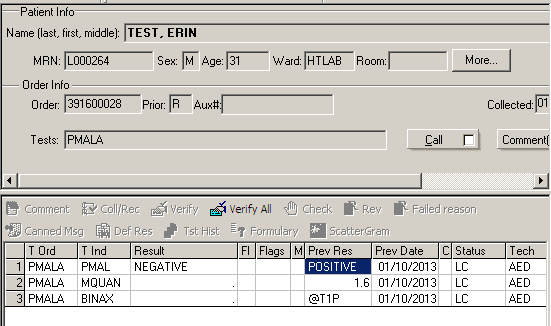 Patient Info
Name (last, first, middle): TEST, ERIN
MRN: L000264 Sex: M Age: 31 Ward: HTLAB Room: More...
Order Info
Order: 391600028 Prior: R Aux#: Collected: 01
Tests: PMALA Call Comment(
Comment Coll/Rec Verify Verify All Check Rev Failed reason
Canned Msg Def Res Tst Hist Formulary ScatterGram
T Ord T Ind Result Fl Flags M Prev Res Prev Date C Status Tech
1 PMALA PMAL NEGATIVE POSITIVE 01/10/2013 LC AED
2 PMALA MQUAN . 1.6 01/10/2013 LC AED
3 PMALA BINAX . @T1P 01/10/2013 LC AED